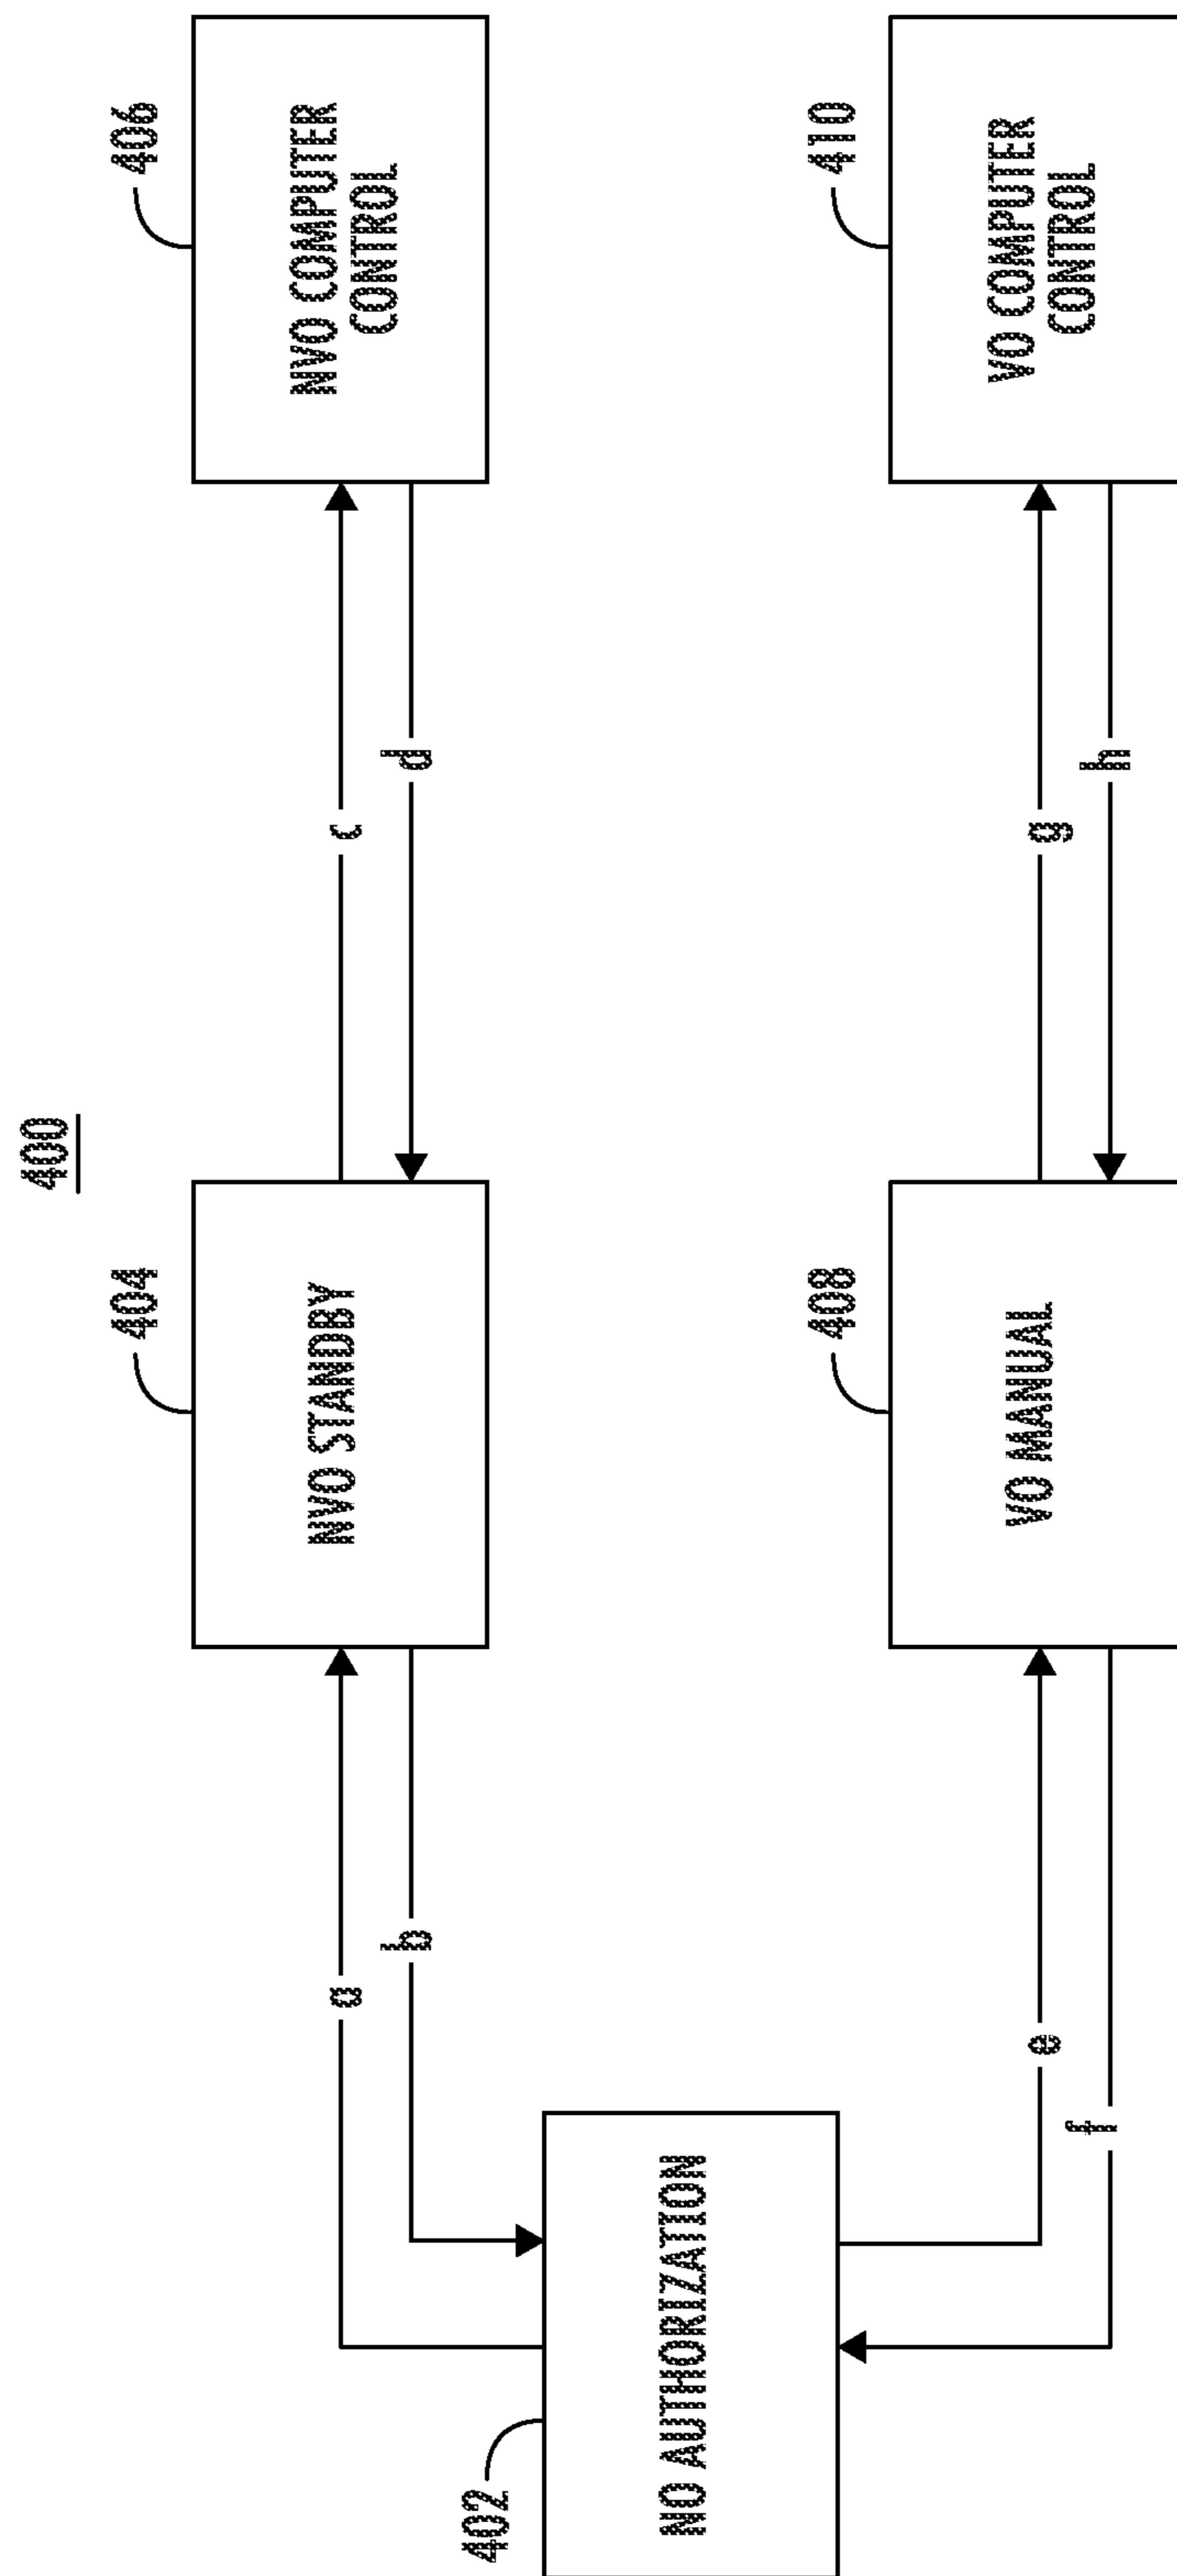 400
404
NVO STANDBY
406
NVO COMPUTER
CONTROL
a
b
c
d
402
NO AUTHORIZATION
408
VO MANUAL
410
VO COMPUTER
CONTROL
e
f
g
h